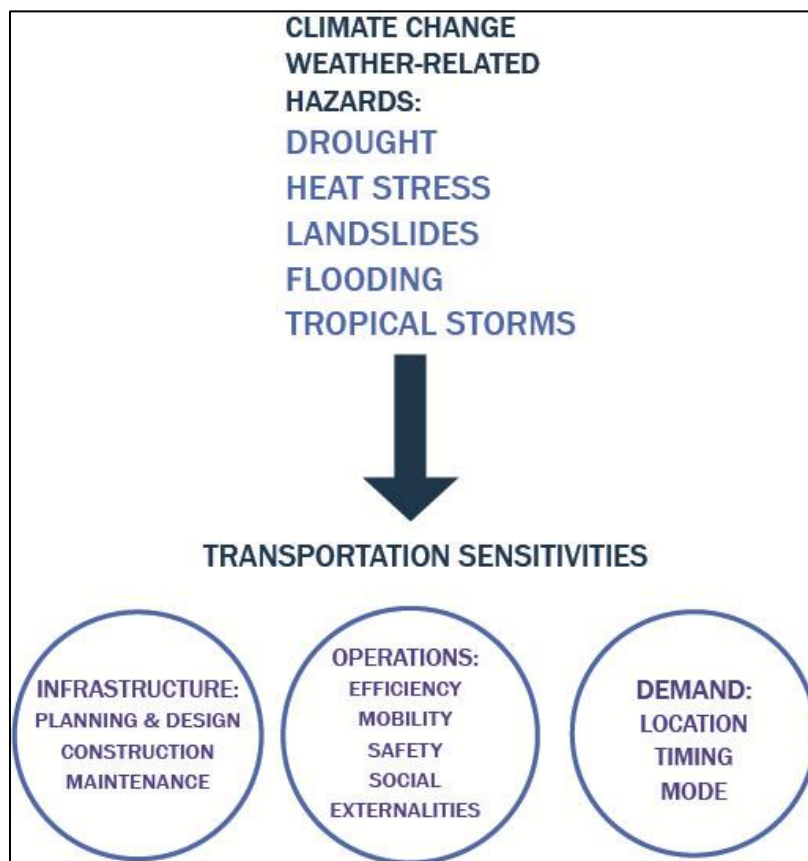 CLIMATE CHANGE
WEATHER-RELATED
HAZARDS:
DROUGHT
HEAT STRESS
LANDSLIDES
FLOODING
TROPICAL STORMS
TRANSPORTATION SENSITIVITIES
INFRASTRUCTURE:
PLANNING & DESIGN
CONSTRUCTION
MAINTENANCE
OPERATIONS:
EFFICIENCY
MOBILITY
SAFETY
SOCIAL
EXTERNALITIES
DEMAND:
LOCATION
TIMING
MODE